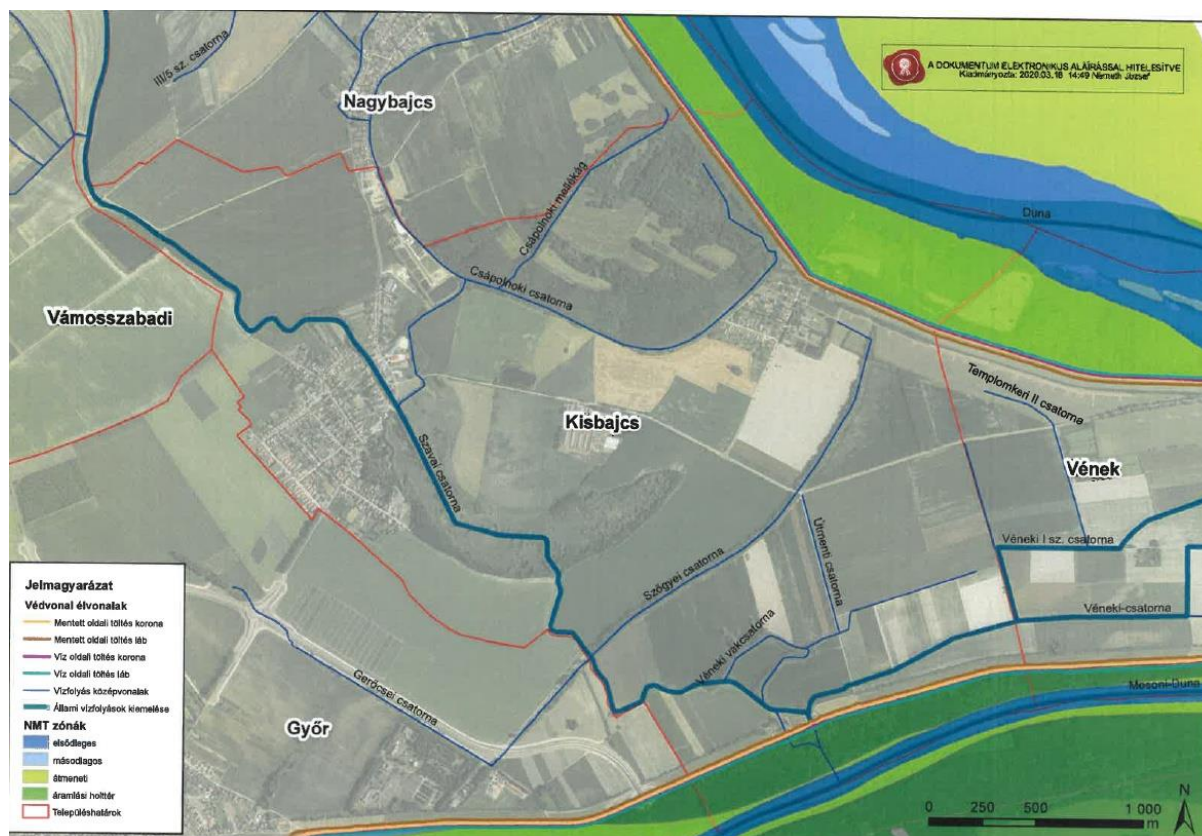 A DOKUMENTUM ELEKTRONIKUS ALÁÍRÁSSAL HITELESÍTVE
Kiadmányozta: 2020.03.18 14:49 Németh József
III/5 sz. csatorna
Nagybajcs
Csápolnoki mellékág
Duna
Csápolnoki csatorna
Vámosszabadi
Templomkeri II csatorna
Kisbajcs
Szavai csatorna
Vének
Útmenti csatorna
Véneki I sz. csatorna
Szőgyei csatorna
Véneki-csatorna
Véneki vakcsatorna
Gerőcsei csatorna
Mosoni-Duna
Győr
Jelmagyarázat
Védvonal élvonalak
Mentett oldali töltés korona
Mentett oldali töltés láb
Víz oldali töltés korona
Víz oldali töltés láb
Vízfolyás középvonalak
Állami vízfolyások kiemelése
NMT zónák
elsődleges
másodlagos
átmeneti
áramlási holttér
Településhatárok
N
0 250 500 1 000
m